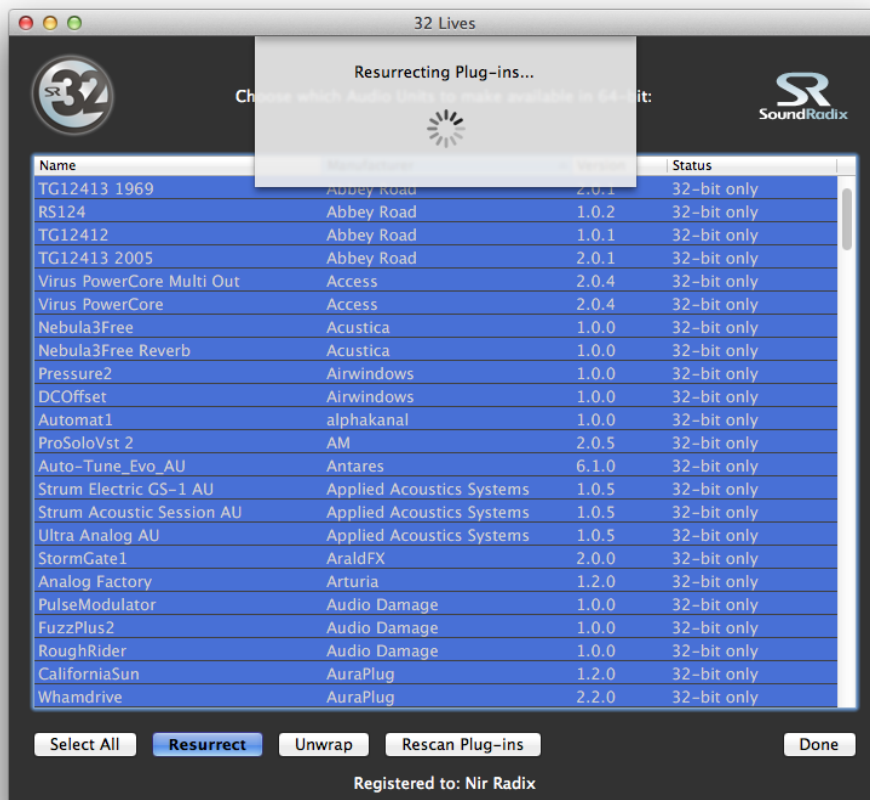 32 Lives
SR 32
Resurrecting Plug-ins...
Choose which Audio Units to make available in 64-bit:
SR
SoundRadix
Name Manufacturer Version Status
TG12413 1969 Abbey Road 2.0.1 32-bit only
RS124 Abbey Road 1.0.2 32-bit only
TG12412 Abbey Road 1.0.1 32-bit only
TG12413 2005 Abbey Road 2.0.1 32-bit only
Virus PowerCore Multi Out Access 2.0.4 32-bit only
Virus PowerCore Access 2.0.4 32-bit only
Nebula3Free Acustica 1.0.0 32-bit only
Nebula3Free Reverb Acustica 1.0.0 32-bit only
Pressure2 Airwindows 1.0.0 32-bit only
DCOffset Airwindows 1.0.0 32-bit only
Automat1 alphakanal 1.0.0 32-bit only
ProSoloVst 2 AM 2.0.5 32-bit only
Auto-Tune_Evo_AU Antares 6.1.0 32-bit only
Strum Electric GS-1 AU Applied Acoustics Systems 1.0.5 32-bit only
Strum Acoustic Session AU Applied Acoustics Systems 1.0.5 32-bit only
Ultra Analog AU Applied Acoustics Systems 1.0.5 32-bit only
StormGate1 AraldFX 2.0.0 32-bit only
Analog Factory Arturia 1.2.0 32-bit only
PulseModulator Audio Damage 1.0.0 32-bit only
FuzzPlus2 Audio Damage 1.0.0 32-bit only
RoughRider Audio Damage 1.0.0 32-bit only
CaliforniaSun AuraPlug 1.2.0 32-bit only
Whamdrive AuraPlug 2.2.0 32-bit only
Select All Resurrect Unwrap Rescan Plug-ins Done
Registered to: Nir Radix